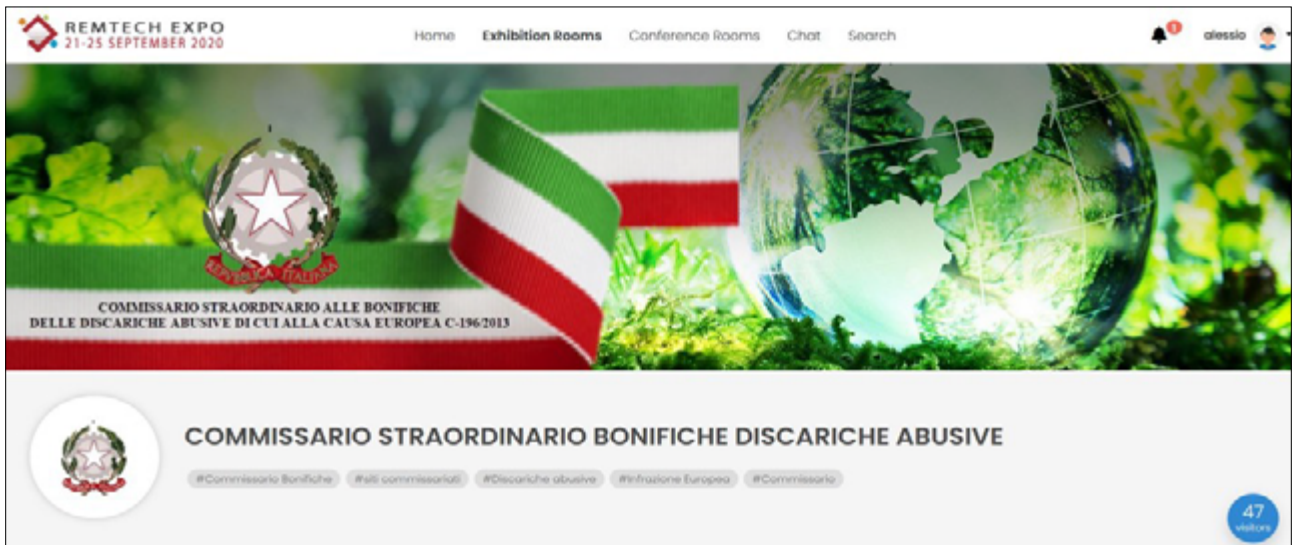 REMTECH EXPO
21-25 SEPTEMBER 2020
Home Exhibition Rooms Conference Rooms Chat Search
1 alessio
REPVBBLICA ITALIANA
COMMISSARIO STRAORDINARIO ALLE BONIFICHE
DELLE DISCARICHE ABUSIVE DI CUI ALLA CAUSA EUROPEA C-196/2013
COMMISSARIO STRAORDINARIO BONIFICHE DISCARICHE ABUSIVE
#Commissario Bonifiche #siti commissariati #Discariche abusive #Infrazione Europea #Commissario
47
visitors